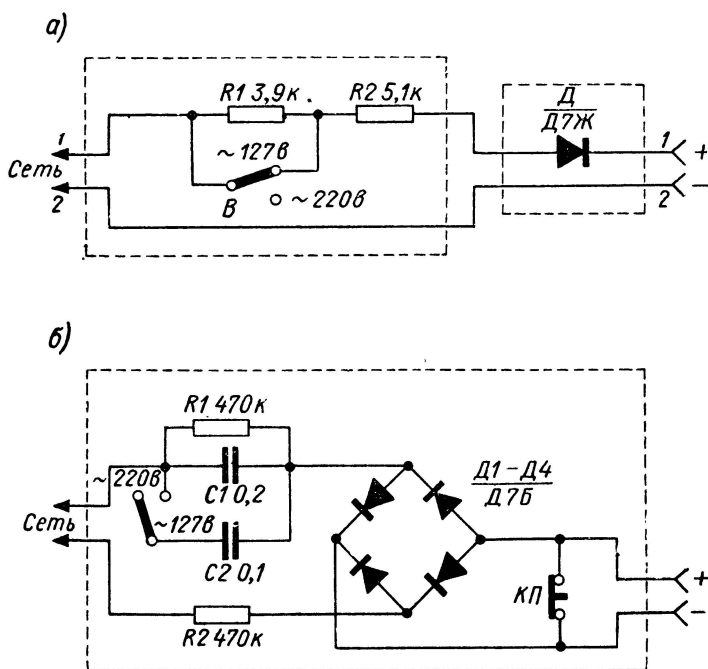 а)
R1 3,9к
R2 5,1к
Д
Д7Ж
1
1
+
Сеть
~127в
2
В
~220в
2
−
б)
R1 470к
~220в
С1 0,2
Д1−Д4
Д7Б
Сеть
~127в
С2 0,1
КП
+
−
R2 470к